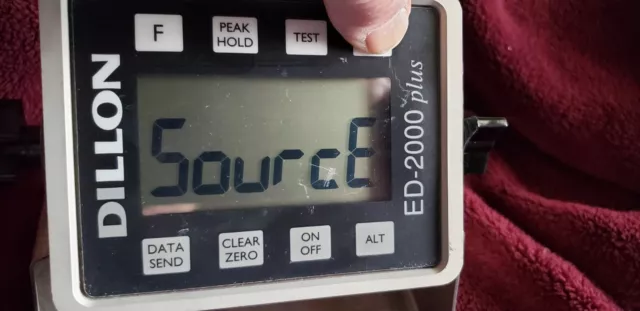 F
PEAK
HOLD
TEST
DILLON
SourcE
ED-2000 plus
DATA
SEND
CLEAR
ZERO
ON
OFF
ALT